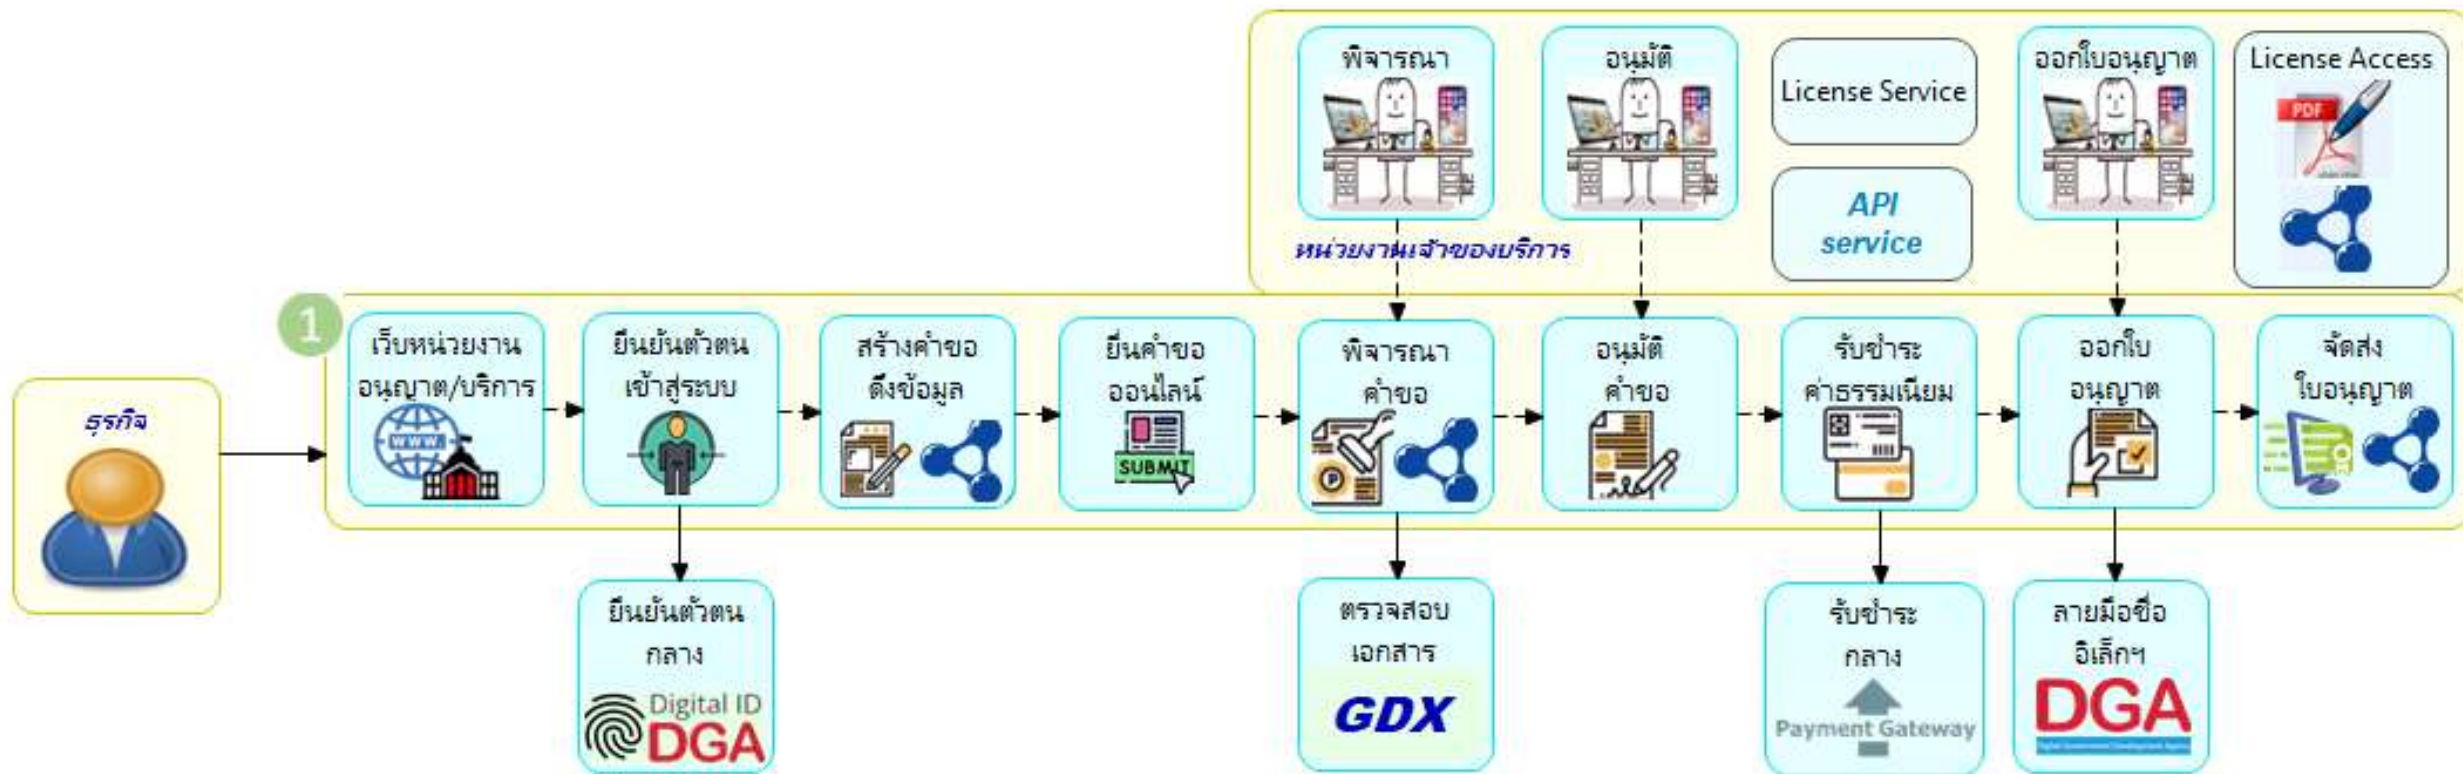 พิจารณา
อนุมัติ
License Service
API
service
ออกใบอนุญาต
License Access
PDF
หน่วยงานเจ้าของบริการ
1
ธุรกิจ
เว็บหน่วยงาน
อนุญาต/บริการ
WWW.
ยืนยันตัวตน
เข้าสู่ระบบ
สร้างคำขอ
ดึงข้อมูล
ยื่นคำขอ
ออนไลน์
SUBMIT
พิจารณา
คำขอ
P
อนุมัติ
คำขอ
รับชำระ
ค่าธรรมเนียม
ออกใบ
อนุญาต
จัดส่ง
ใบอนุญาต
ยืนยันตัวตน
กลาง
Digital ID
DGA
ตรวจสอบ
เอกสาร
GDX
รับชำระ
กลาง
Payment Gateway
ลายมือชื่อ
อิเล็กฯ
DGA